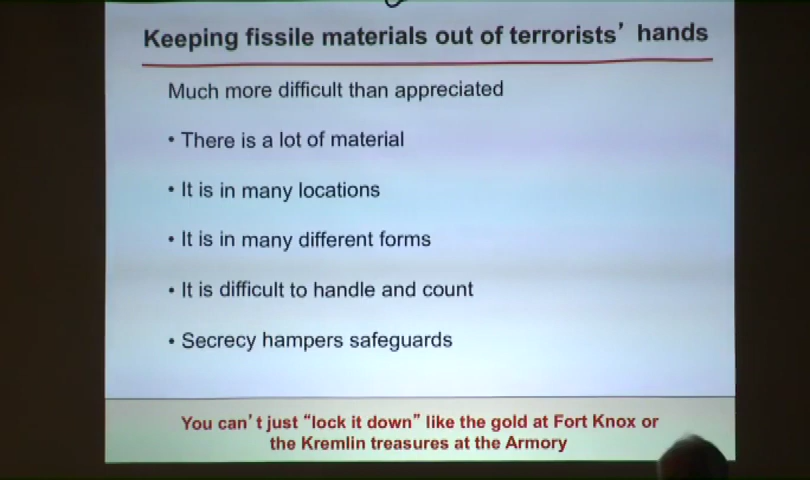 Keeping fissile materials out of terrorists’ hands
Much more difficult than appreciated
• There is a lot of material
• It is in many locations
• It is in many different forms
• It is difficult to handle and count
• Secrecy hampers safeguards
You can’t just “lock it down” like the gold at Fort Knox or
the Kremlin treasures at the Armory